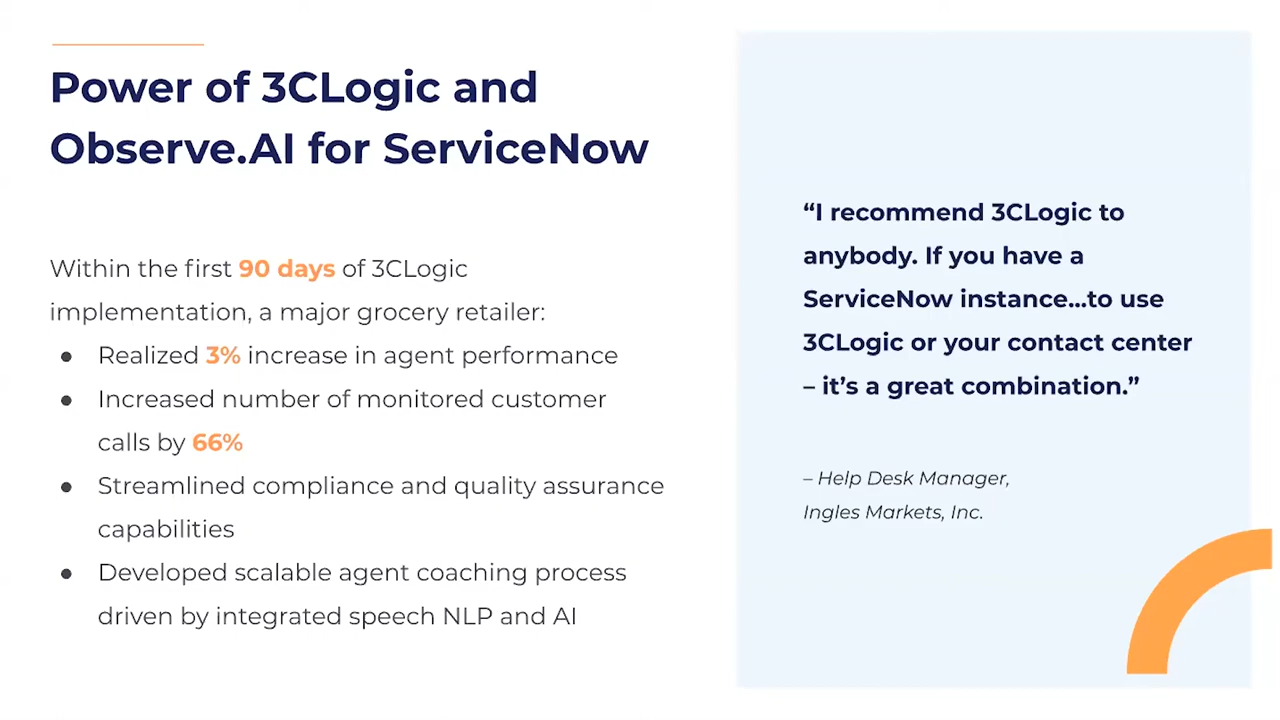 Power of 3CLogic and
Observe.AI for ServiceNow
Within the first 90 days of 3CLogic
implementation, a major grocery retailer:
● Realized 3% increase in agent performance
● Increased number of monitored customer
calls by 66%
● Streamlined compliance and quality assurance
capabilities
● Developed scalable agent coaching process
driven by integrated speech NLP and AI
“I recommend 3CLogic to
anybody. If you have a
ServiceNow instance...to use
3CLogic or your contact center
– it’s a great combination.”
– Help Desk Manager,
Ingles Markets, Inc.